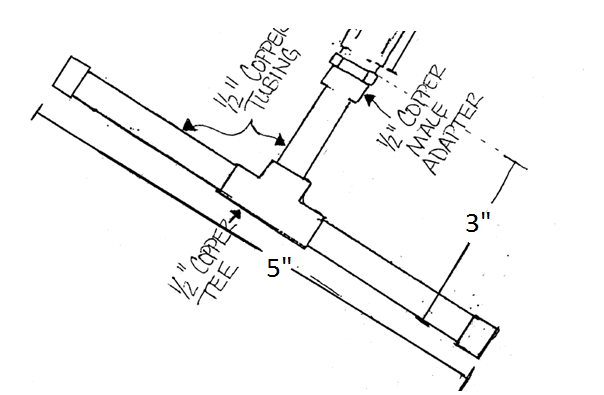 1/2" COPPER
TUBING
1/2" COPPER
MALE
ADAPTER
3"
1/2" COPPER
TEE
5"